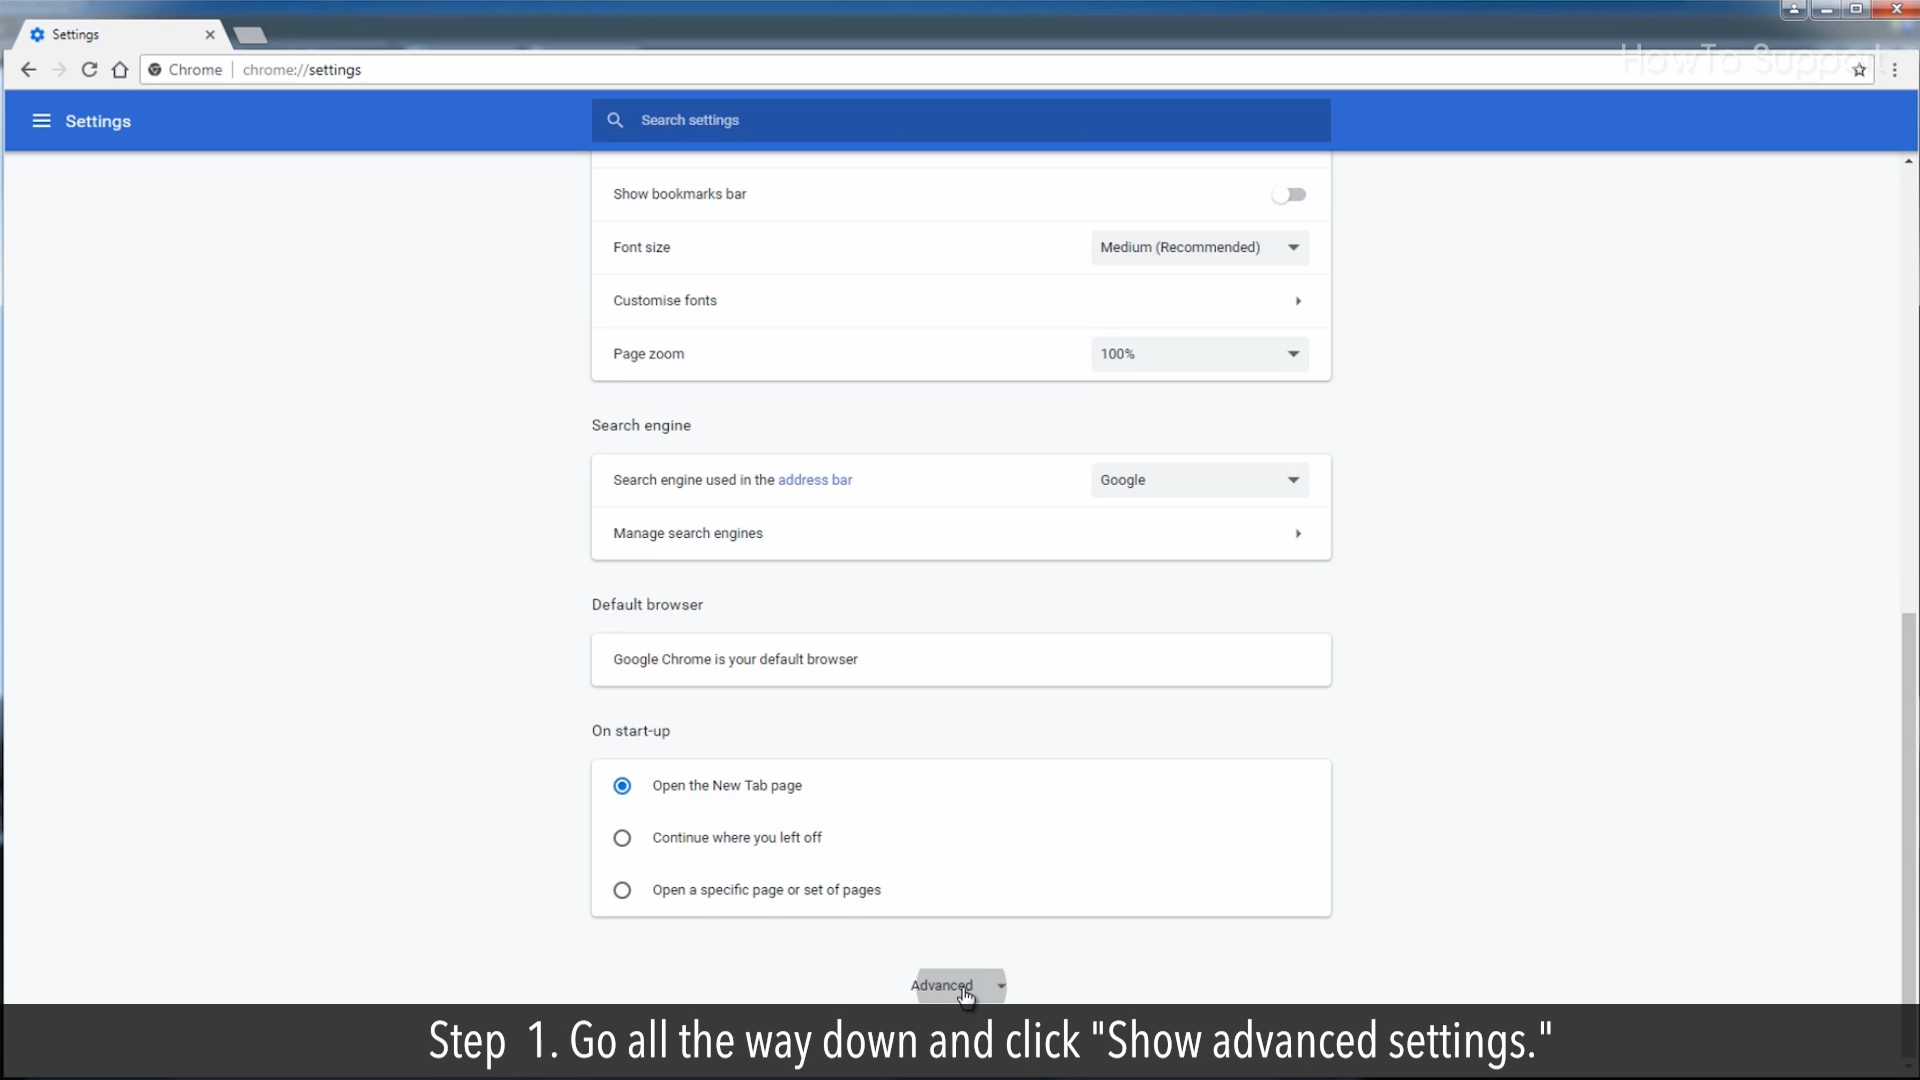 Settings
Chrome chrome://settings
HowTo Support
Settings
Search settings
Show bookmarks bar
Font size Medium (Recommended)
Customise fonts
Page zoom 100%
Search engine
Search engine used in the address bar Google
Manage search engines
Default browser
Google Chrome is your default browser
On start-up
Open the New Tab page
Continue where you left off
Open a specific page or set of pages
Advanced
Step 1. Go all the way down and click "Show advanced settings."